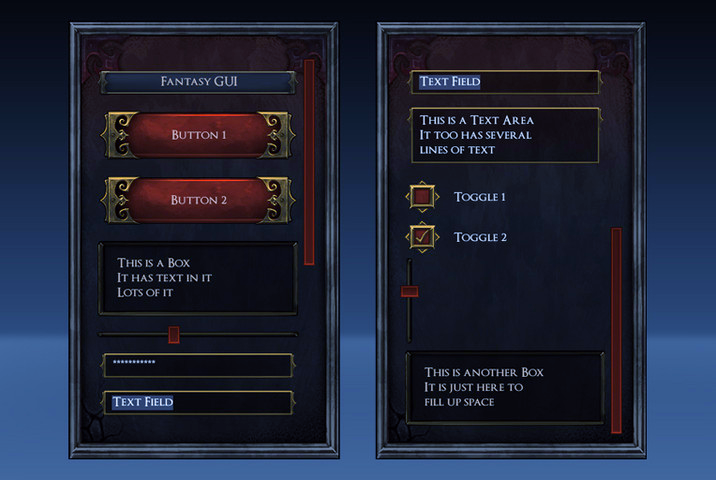 Fantasy GUI
Button 1
Button 2
This is a Box
It has text in it
Lots of it
***********
Text Field
Text Field
This is a Text Area
It too has several
lines of text
Toggle 1
Toggle 2
This is another Box
It is just here to
fill up space